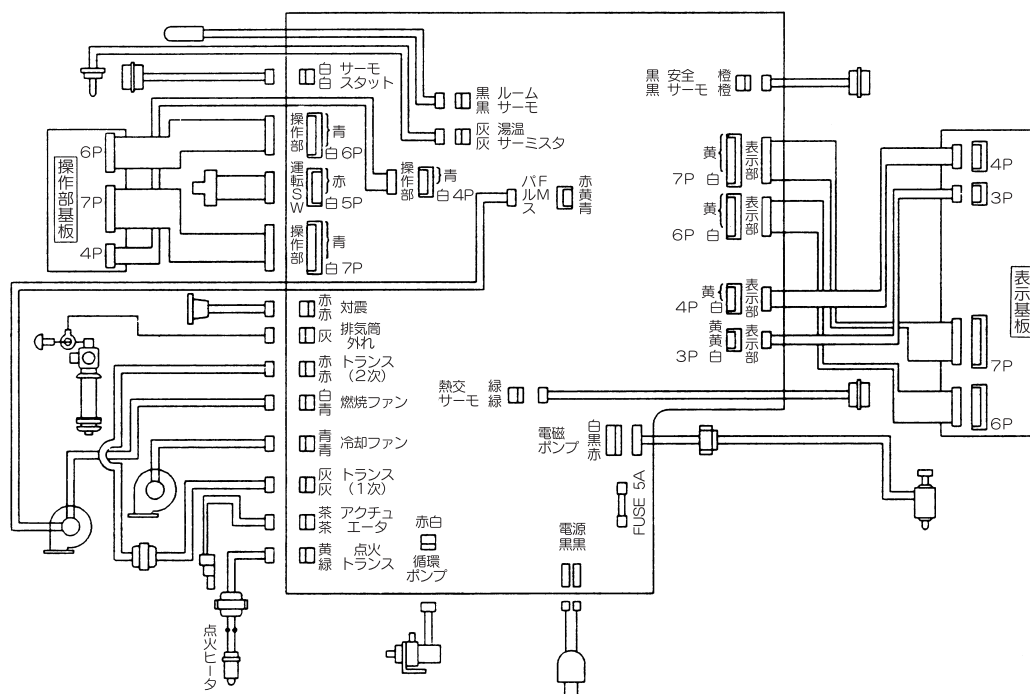 白 サーモ
白 スタット
黒 ルーム
黒 サーモ
灰 湯温
灰 サーミスタ
黒 安全 橙
黒 サーモ 橙
操作部基板
6P
7P
4P
操作部
青
白 6P
運転SW
赤
白 5P
操作部
青
白 4P
操作部
青
白 7P
パルス
FM
赤
黄
青
黄
7P 白
表示部
黄
6P 白
表示部
黄
4P 白
表示部
黄
黄
3P 白
表示部
4P
3P
表示基板
7P
6P
赤 対震
赤
灰 排気筒
外れ
赤 トランス
赤 (2次)
白 燃焼ファン
青
青 冷却ファン
青
灰 トランス
灰 (1次)
茶 アクチュ
茶 エータ
黄 点火
緑 トランス
熱交 緑
サーモ 緑
電磁 白
ポンプ 黒
赤
FUSE 5A
赤白
循環
ポンプ
電源
黒黒
点火ヒータ